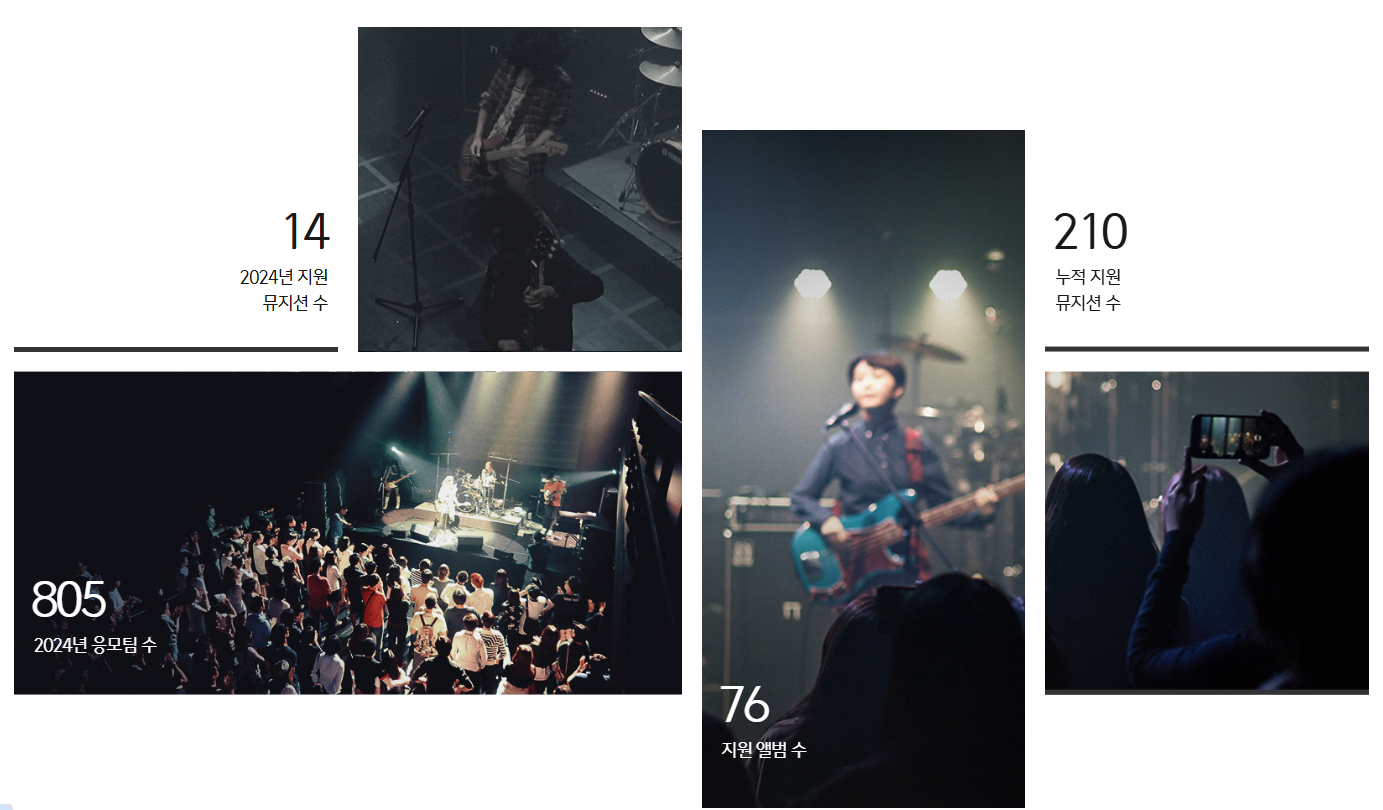 14
2024년 지원
뮤지션 수
210
누적 지원
뮤지션 수
805
2024년 응모팀 수
76
지원 앨범 수